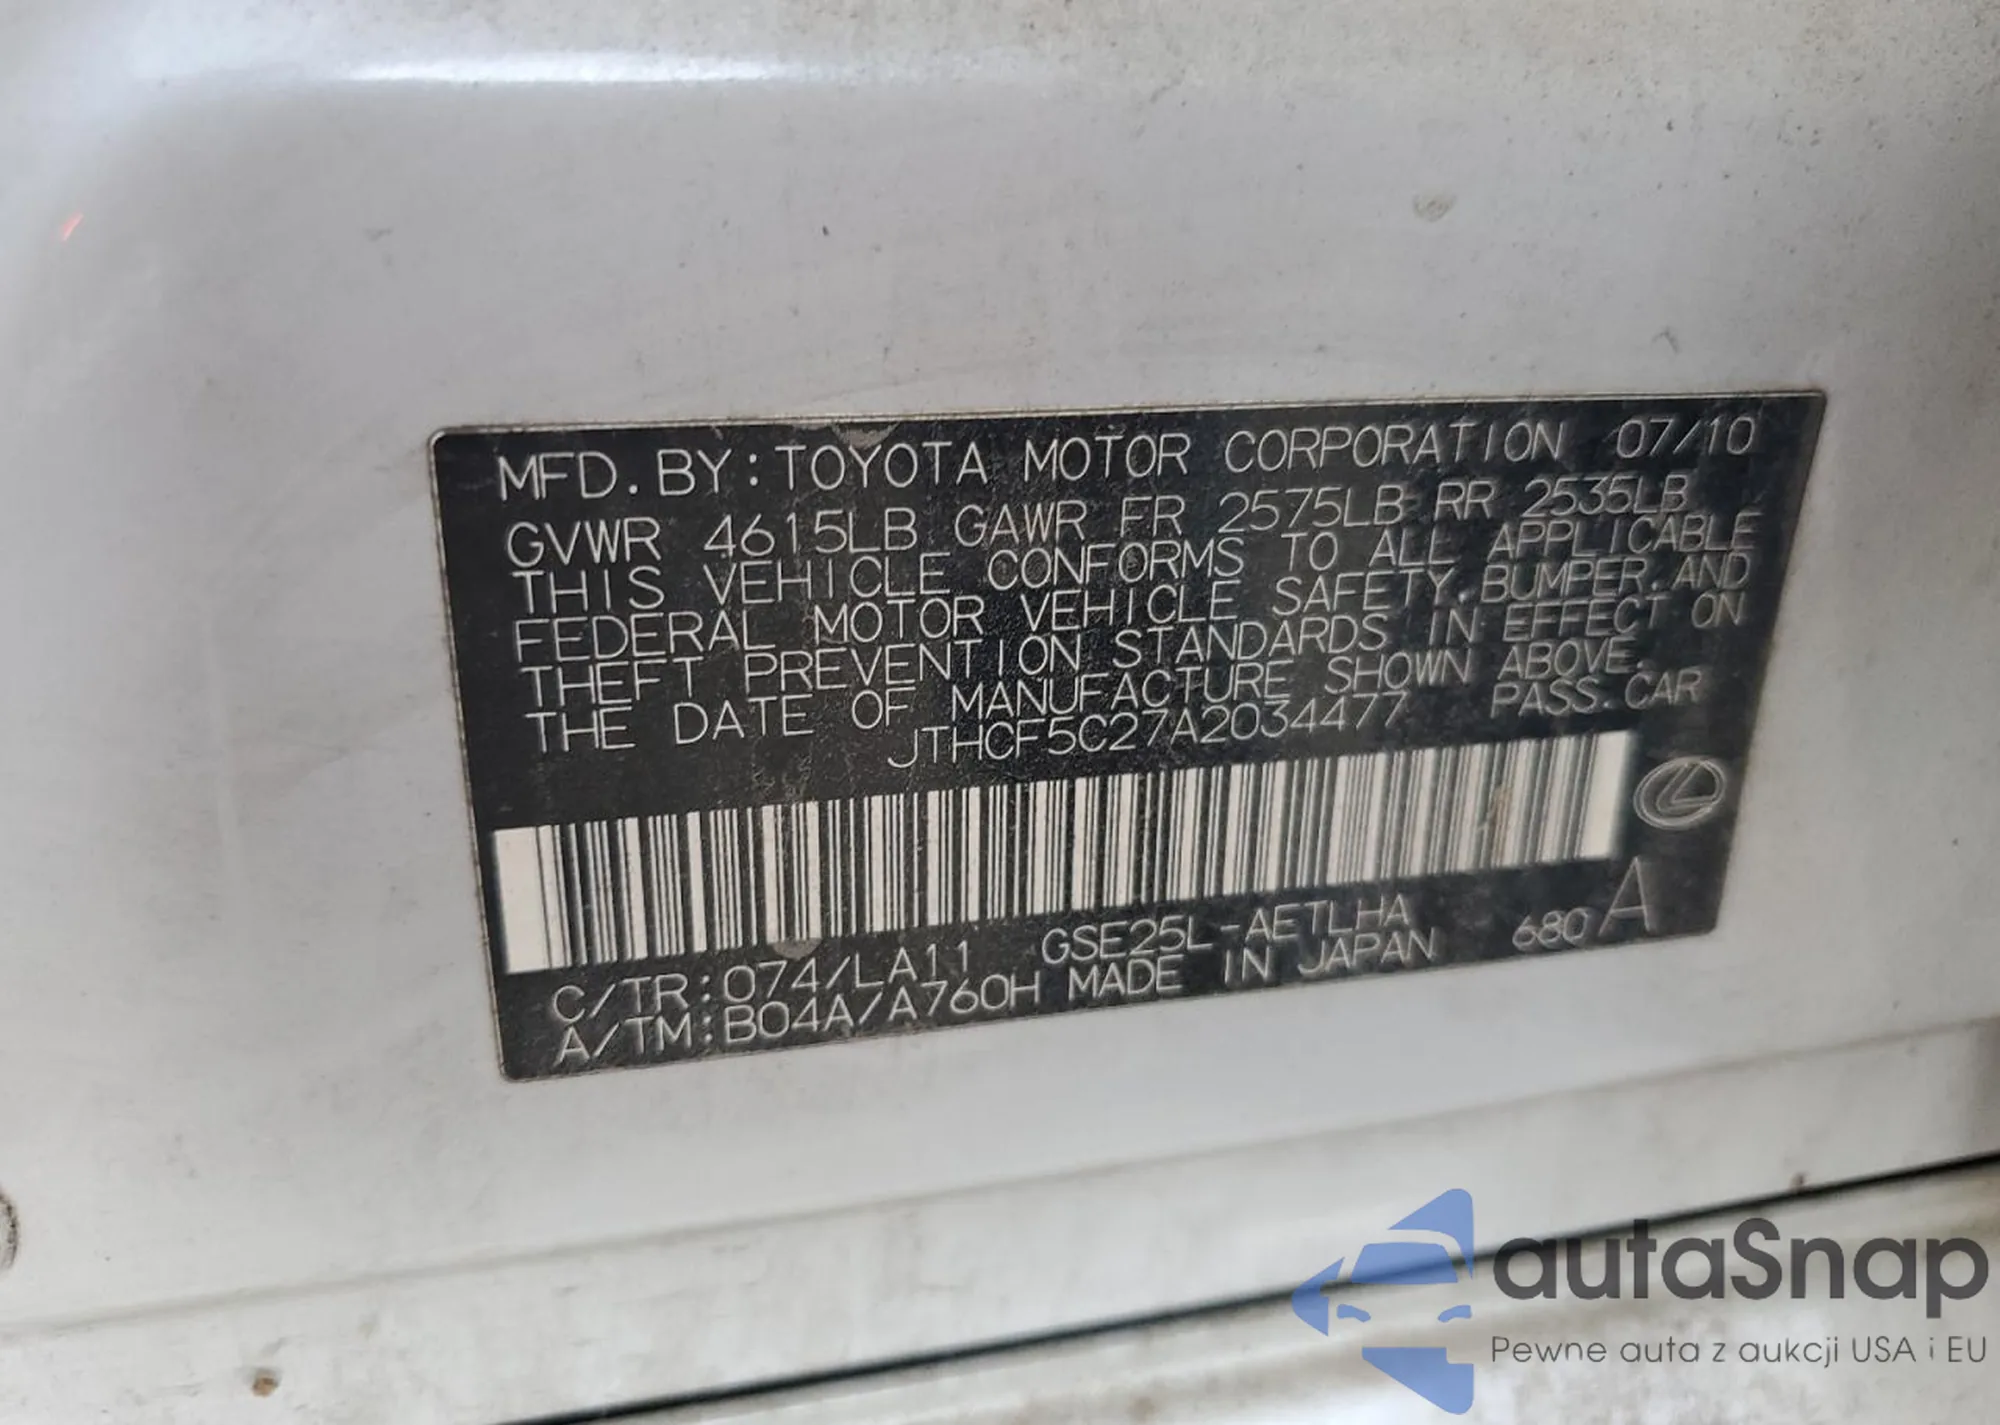 MFD. BY: TOYOTA MOTOR CORPORATION 07/10
GVWR 4615LB GAWR FR 2575LB RR 2535LB
THIS VEHICLE CONFORMS TO ALL APPLICABLE
FEDERAL MOTOR VEHICLE SAFETY, BUMPER, AND
THEFT PREVENTION STANDARDS IN EFFECT ON
THE DATE OF MANUFACTURE SHOWN ABOVE.
JTHCF5C27A2034477 PASS. CAR
C/TR: 074/LA11 GSE25L-AETLHA
A/TM: B04A/A760H MADE IN JAPAN 680 A
autaSnap
Pewne auta z aukcji USA i EU